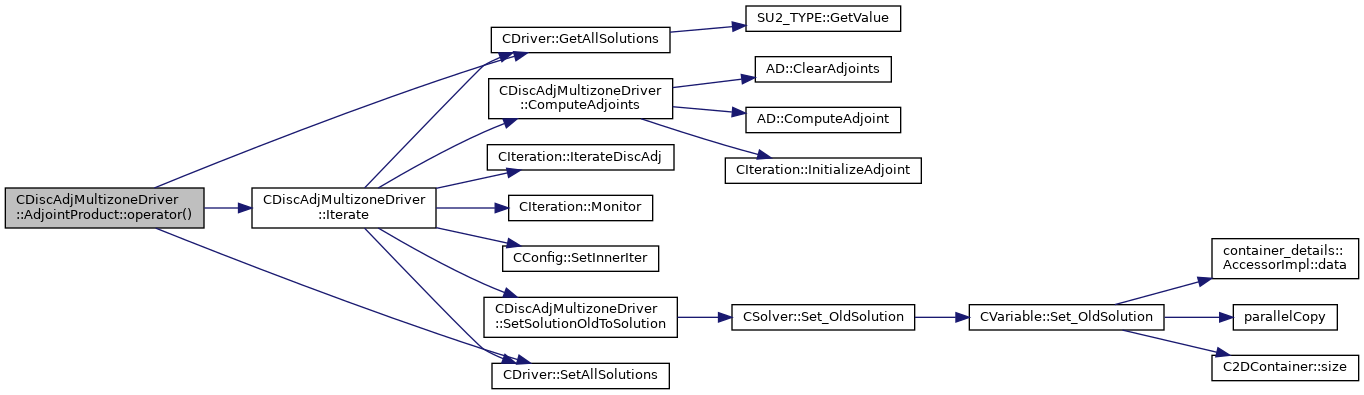 CDiscAdjMultizoneDriver
::AdjointProduct::operator()
CDiscAdjMultizoneDriver
::Iterate
CDriver::GetAllSolutions
CDiscAdjMultizoneDriver
::ComputeAdjoints
CIteration::IterateDiscAdj
CIteration::Monitor
CConfig::SetInnerIter
CDiscAdjMultizoneDriver
::SetSolutionOldToSolution
CDriver::SetAllSolutions
SU2_TYPE::GetValue
AD::ClearAdjoints
AD::ComputeAdjoint
CIteration::InitializeAdjoint
CSolver::Set_OldSolution
CVariable::Set_OldSolution
container_details::
AccessorImpl::data
parallelCopy
C2DContainer::size